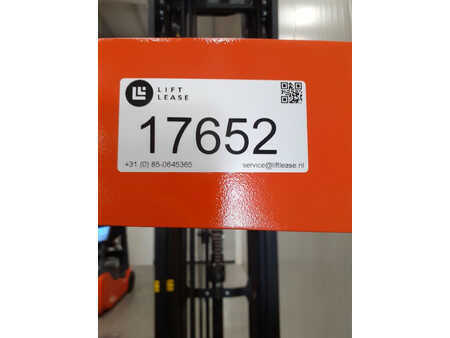 LIFT
LEASE
17652
+31 (0) 85-0645365
service@liftlease.nl